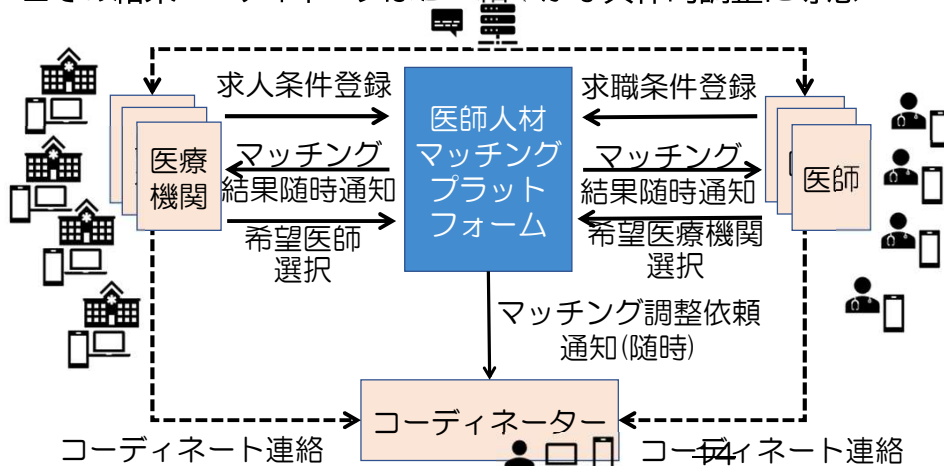 求人条件登録
求職条件登録
医師人材
マッチング
プラット
フォーム
医療
機関
医師
マッチング
結果随時通知
マッチング
結果随時通知
希望医師
選択
希望医療機関
選択
マッチング調整依頼
通知(随時)
コーディネーター
コーディネート連絡
コーディネート連絡
14